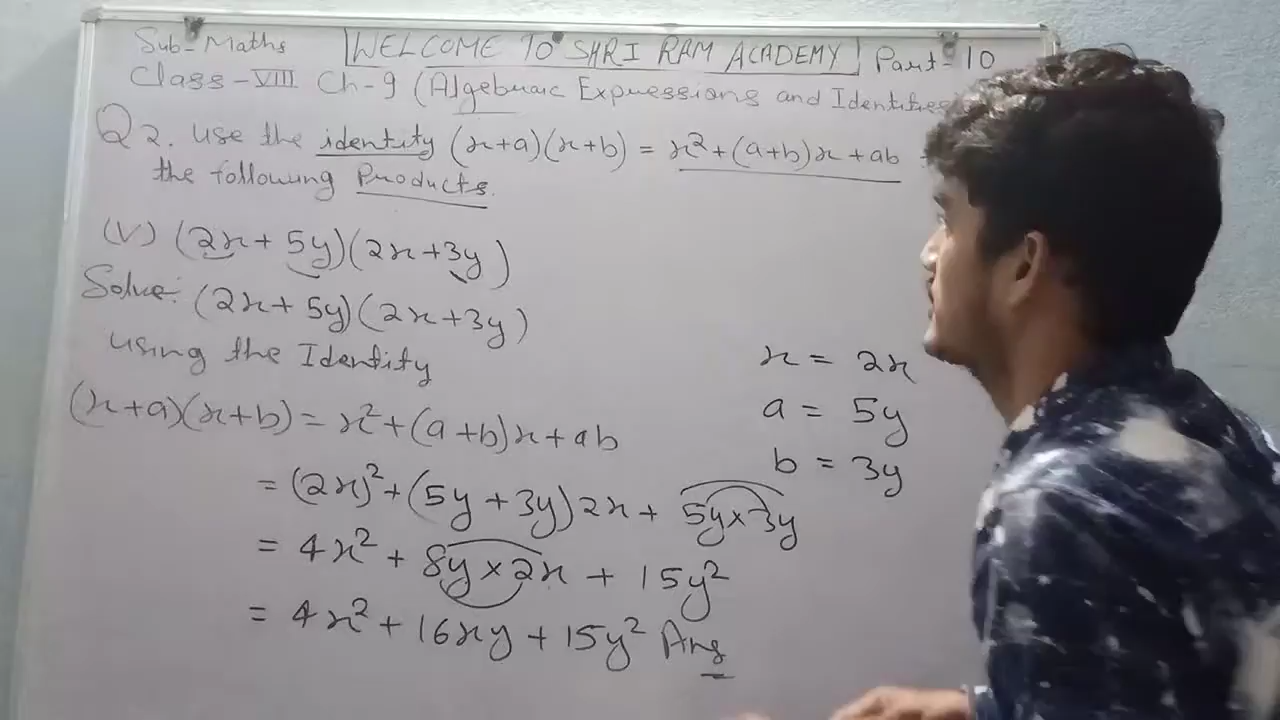 Sub-Maths WELCOME TO SHRI RAM ACADEMY Part-10
Class-VIII Ch-9 (Algebraic Expressions and Identities
Q2. Use the identity (x+a)(x+b) = x²+(a+b)x+ab
the following Products.
(V) (2x+5y)(2x+3y)
Solve: (2x+5y)(2x+3y)
using the Identity
(x+a)(x+b) = x²+(a+b)x+ab
= (2x)²+(5y+3y)2x+5y×3y
= 4x²+8y×2x+15y²
= 4x²+16xy+15y² Ans
x = 2x
a = 5y
b = 3y